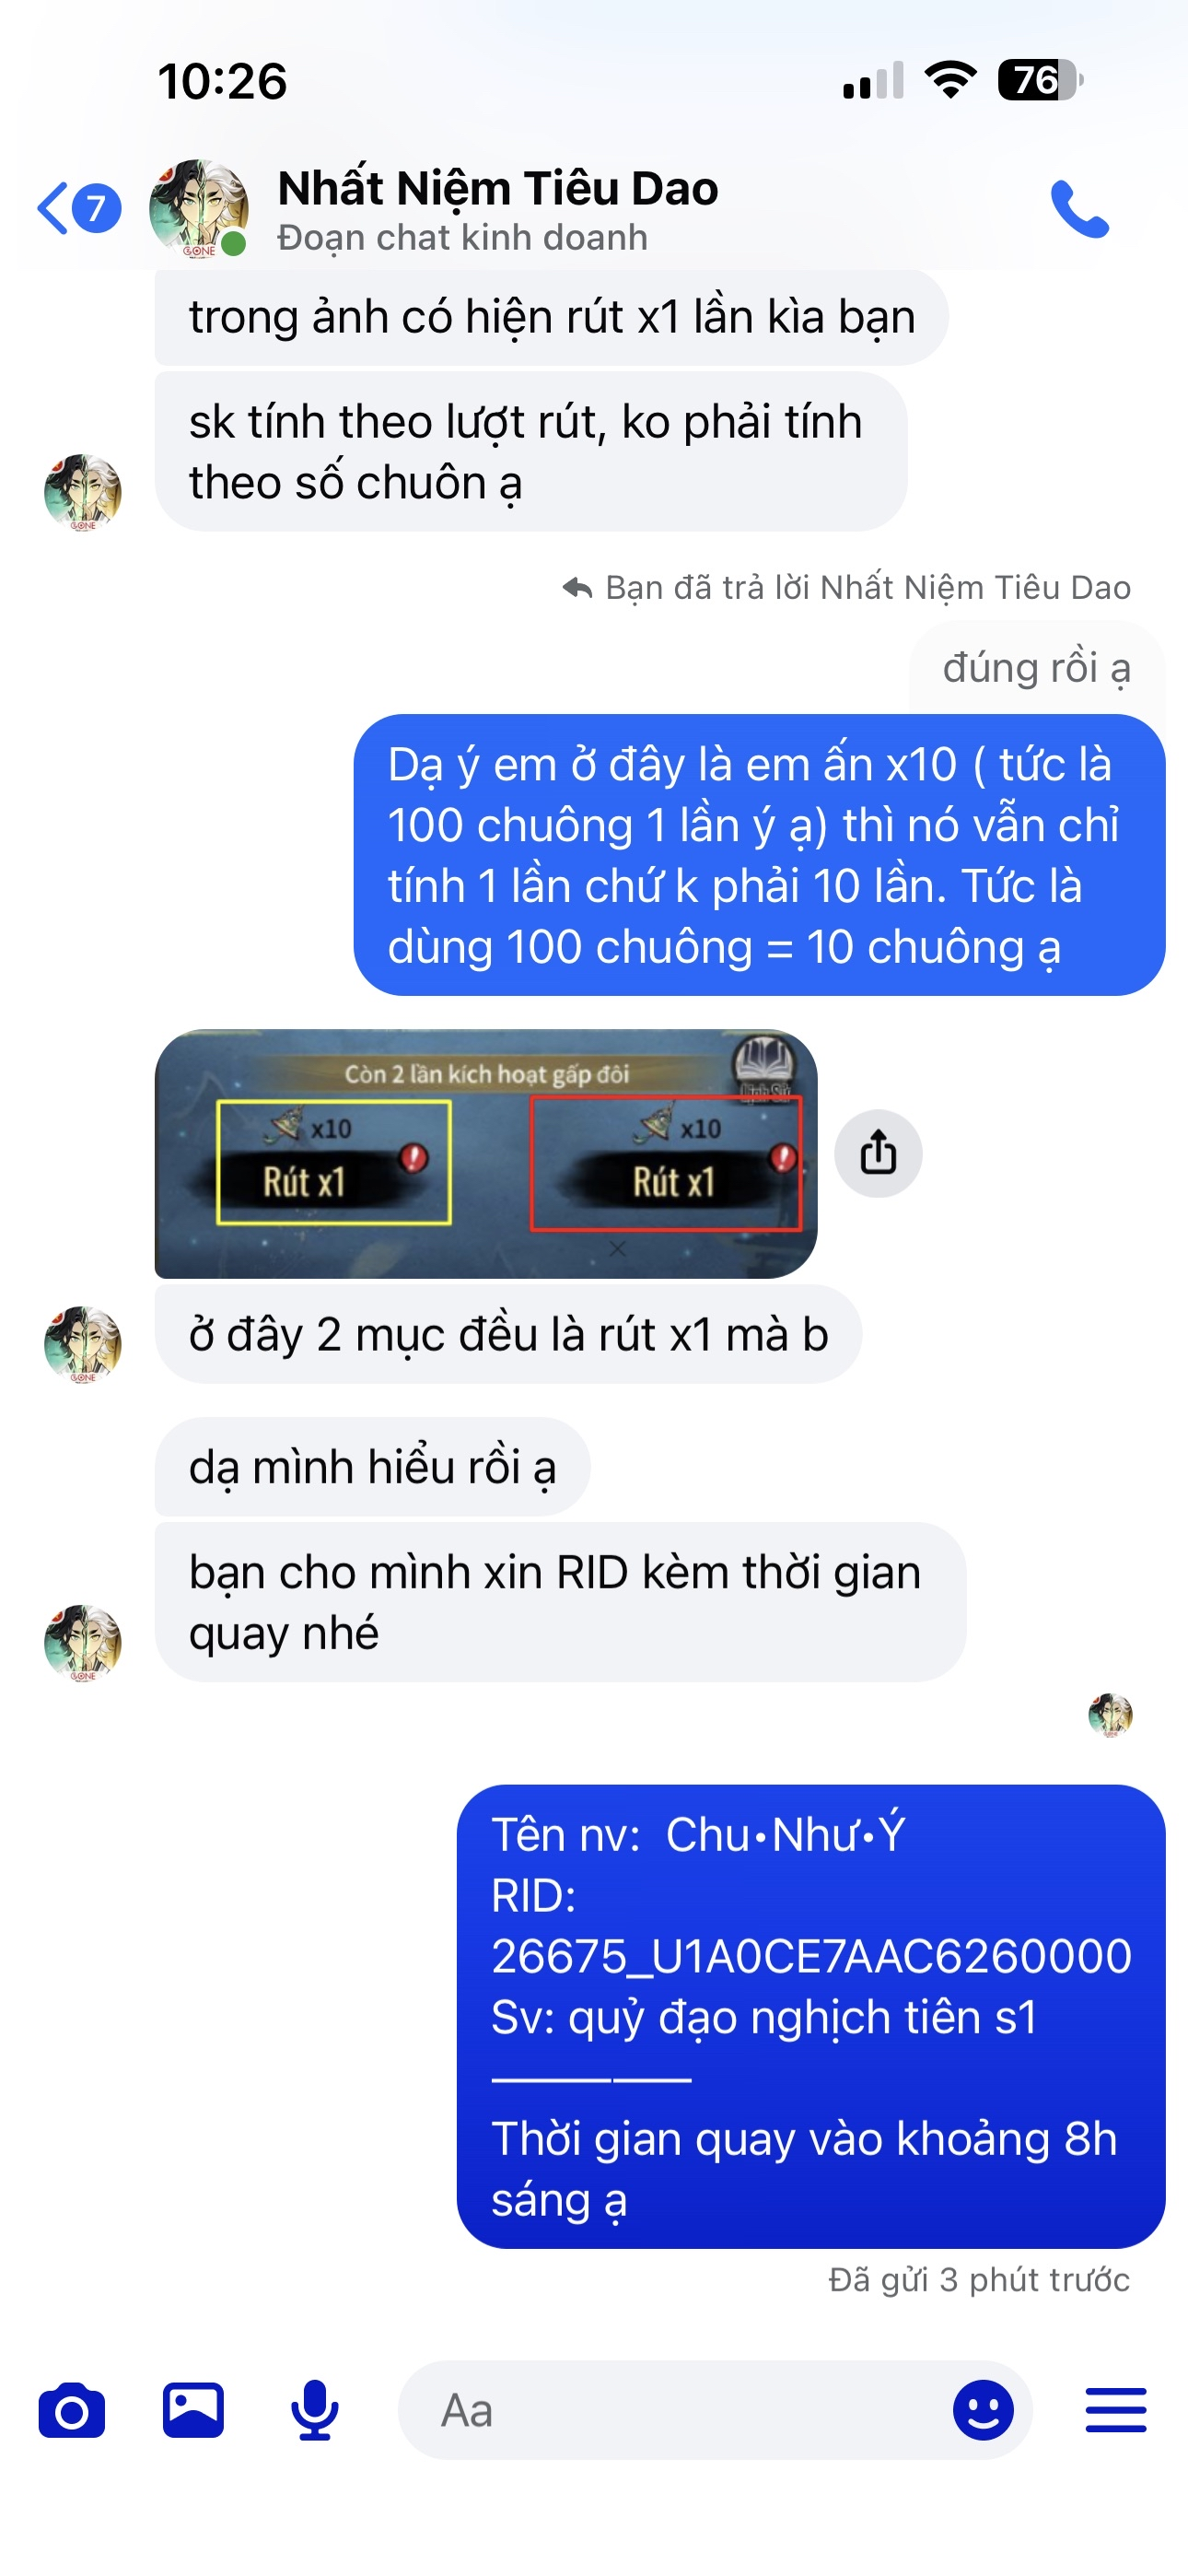 10:26
76
7
Nhất Niệm Tiêu Dao
Đoạn chat kinh doanh
trong ảnh có hiện rút x1 lần kìa bạn
sk tính theo lượt rút, ko phải tính
theo số chuôn ạ
Bạn đã trả lời Nhất Niệm Tiêu Dao
đúng rồi ạ
Dạ ý em ở đây là em ấn x10 ( tức là
100 chuông 1 lần ý ạ) thì nó vẫn chỉ
tính 1 lần chứ k phải 10 lần. Tức là
dùng 100 chuông = 10 chuông ạ
Còn 2 lần kích hoạt gấp đôi
Lịch Sử
x10 x10
Rút x1 Rút x1
ở đây 2 mục đều là rút x1 mà b
dạ mình hiểu rồi ạ
bạn cho mình xin RID kèm thời gian
quay nhé
Tên nv:  Chu•Như•Ý
RID:
26675_U1A0CE7AAC6260000
Sv: quỷ đạo nghịch tiên s1
—————
Thời gian quay vào khoảng 8h
sáng ạ
Đã gửi 3 phút trước
Aa